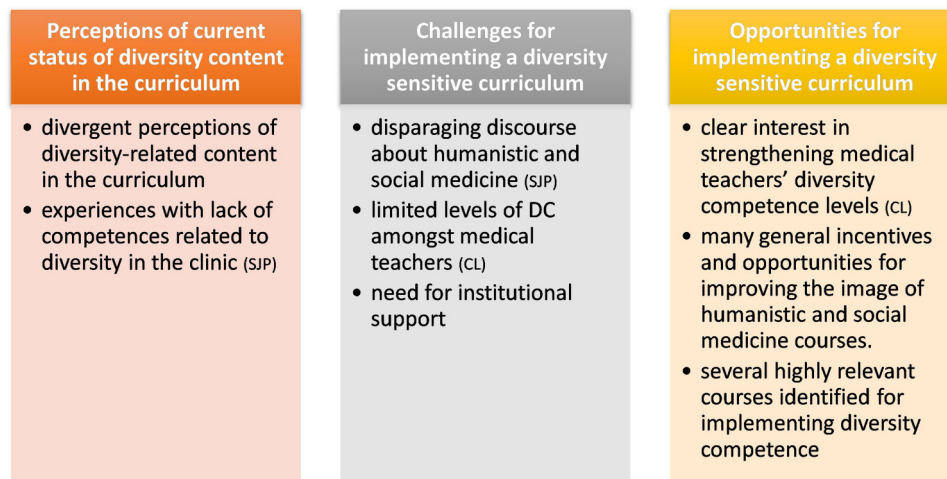 Perceptions of current
status of diversity content
in the curriculum
• divergent perceptions of
diversity-related content
in the curriculum
• experiences with lack of
competences related to
diversity in the clinic (SJP)
Challenges for
implementing a diversity
sensitive curriculum
• disparaging discourse
about humanistic and
social medicine (SJP)
• limited levels of DC
amongst medical
teachers (CL)
• need for institutional
support
Opportunities for
implementing a diversity
sensitive curriculum
• clear interest in
strengthening medical
teachers’ diversity
competence levels (CL)
• many general incentives
and opportunities for
improving the image of
humanistic and social
medicine courses.
• several highly relevant
courses identified for
implementing diversity
competence